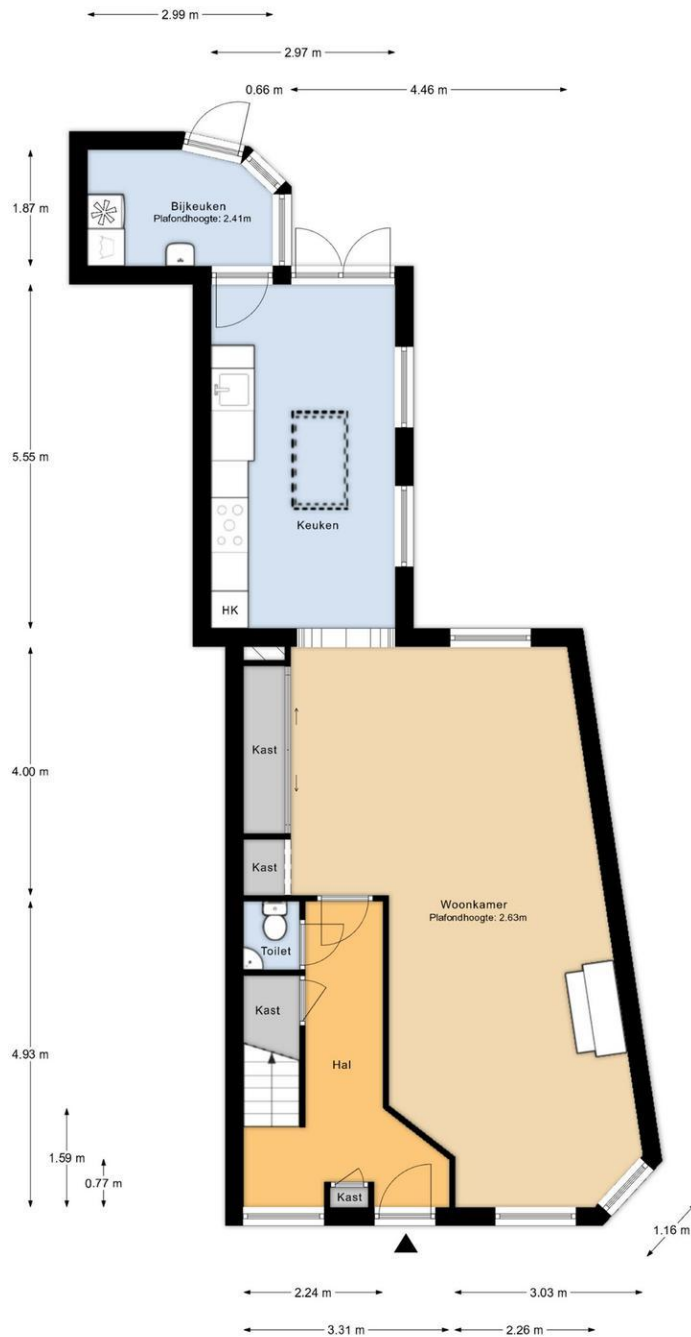 2.99 m
2.97 m
0.66 m
4.46 m
1.87 m
Bijkeuken
Plafondhoogte: 2.41m
5.55 m
Keuken
HK
4.00 m
Kast
Kast
Woonkamer
Plafondhoogte: 2.63m
Toilet
Kast
4.93 m
Hal
1.59 m
0.77 m
Kast
1.16 m
2.24 m
3.03 m
3.31 m
2.26 m